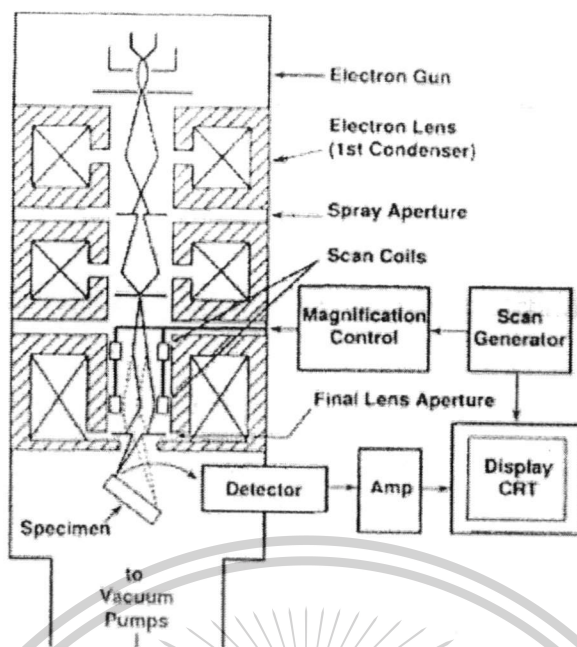 Electron Gun
Electron Lens
(1st Condenser)
Spray Aperture
Scan Coils
Magnification
Control
Scan
Generator
Final Lens Aperture
Display
CRT
Detector
Amp
Specimen
to
Vacuum
Pumps